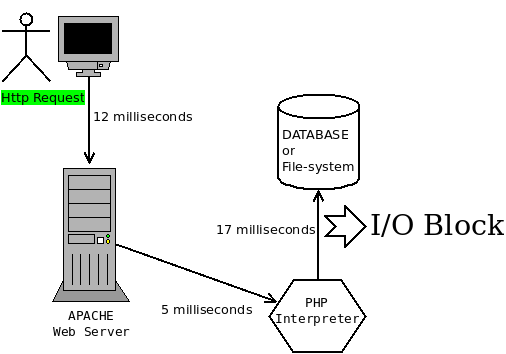 Http Request
12 milliseconds
DATABASE
or
File-system
17 milliseconds
I/O Block
5 milliseconds
PHP
Interpreter
APACHE
Web Server